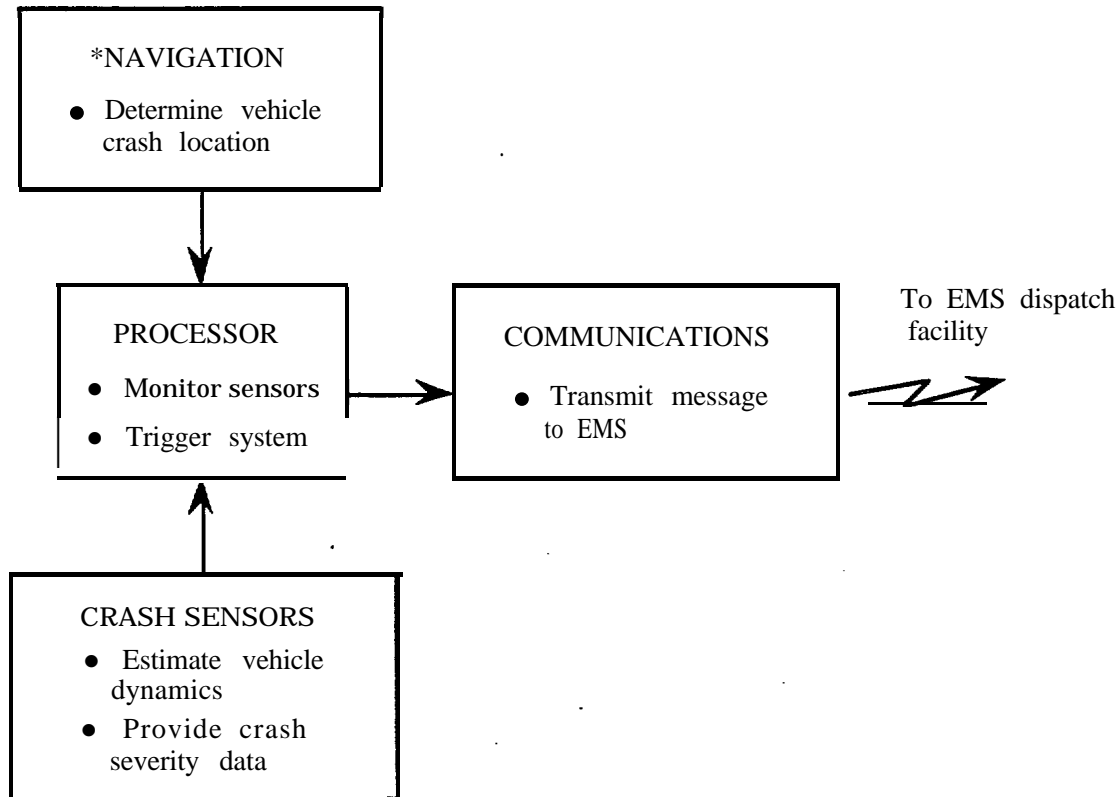 *NAVIGATION
● Determine vehicle
crash location
PROCESSOR
● Monitor sensors
● Trigger system
COMMUNICATIONS
● Transmit message
to EMS
To EMS dispatch
facility
CRASH SENSORS
● Estimate vehicle
dynamics
● Provide crash
severity data